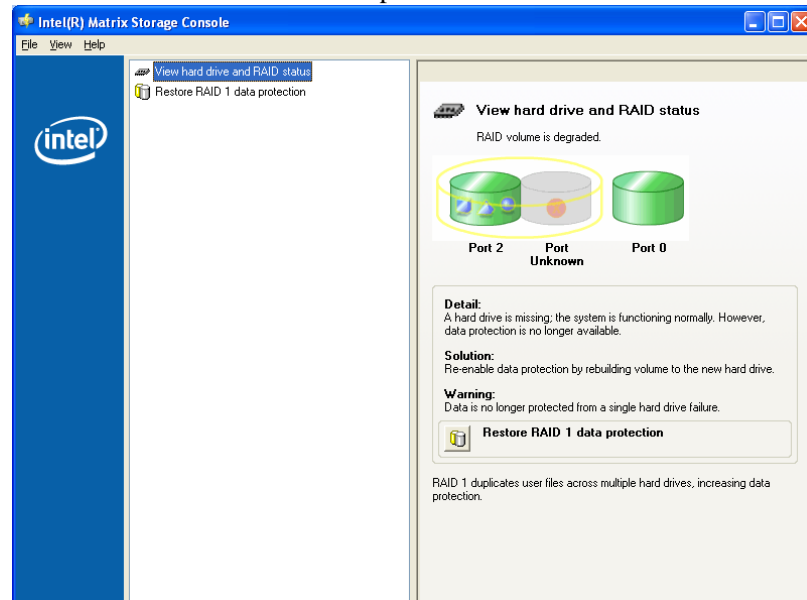 Intel(R) Matrix Storage Console
File View Help
intel
View hard drive and RAID status
Restore RAID 1 data protection
View hard drive and RAID status
RAID volume is degraded.
Port 2 Port Unknown Port 0
Detail:
A hard drive is missing; the system is functioning normally. However,
data protection is no longer available.
Solution:
Re-enable data protection by rebuilding volume to the new hard drive.
Warning:
Data is no longer protected from a single hard drive failure.
Restore RAID 1 data protection
RAID 1 duplicates user files across multiple hard drives, increasing data
protection.